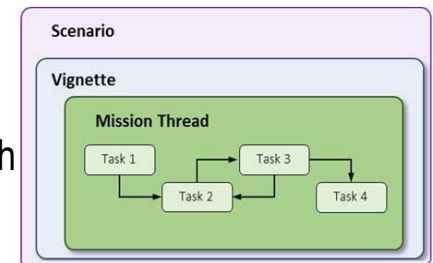 Scenario
Vignette
Mission Thread
h
Task 1
Task 3
Task 2
Task 4